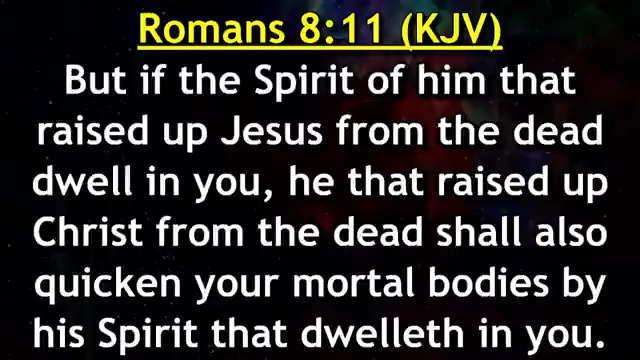 Romans 8:11 (KJV)
But if the Spirit of him that
raised up Jesus from the dead
dwell in you, he that raised up
Christ from the dead shall also
quicken your mortal bodies by
his Spirit that dwelleth in you.